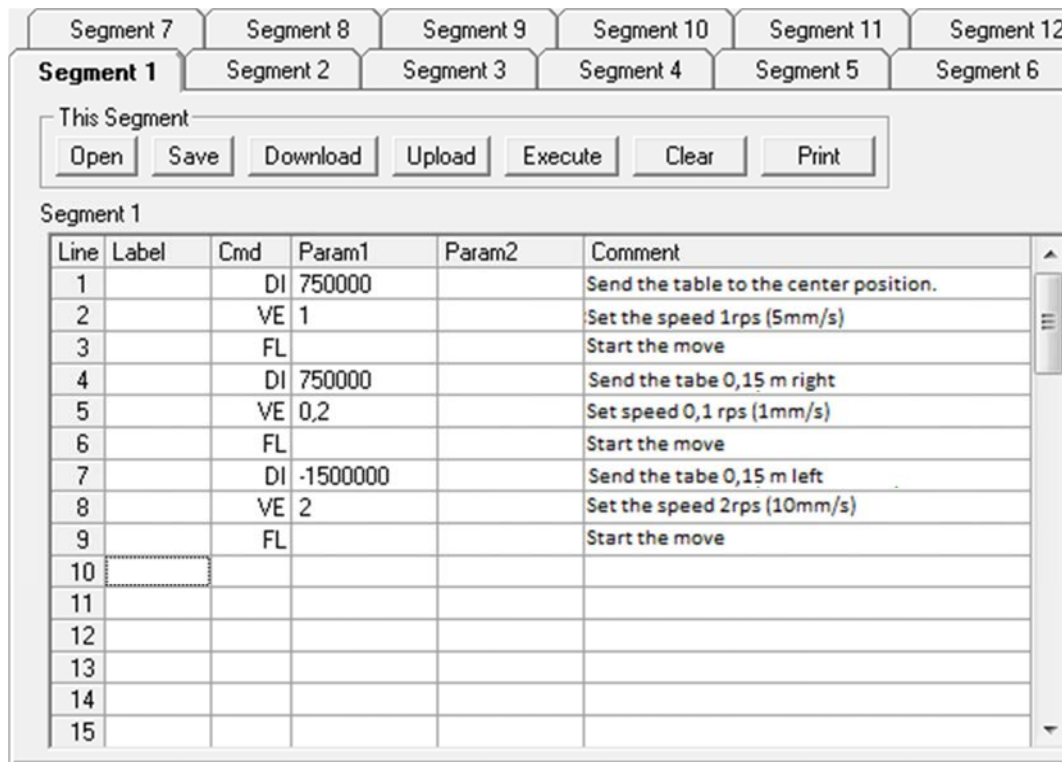 Segment 7 Segment 8 Segment 9 Segment 10 Segment 11 Segment 12
Segment 1 Segment 2 Segment 3 Segment 4 Segment 5 Segment 6
This Segment
Open Save Download Upload Execute Clear Print
Segment 1
Line Label Cmd Param1 Param2 Comment
1 DI 750000 Send the table to the center position.
2 VE 1 Set the speed 1rps (5mm/s)
3 FL Start the move
4 DI 750000 Send the tabe 0,15 m right
5 VE 0,2 Set speed 0,1 rps (1mm/s)
6 FL Start the move
7 DI -1500000 Send the tabe 0,15 m left
8 VE 2 Set the speed 2rps (10mm/s)
9 FL Start the move
10
11
12
13
14
15